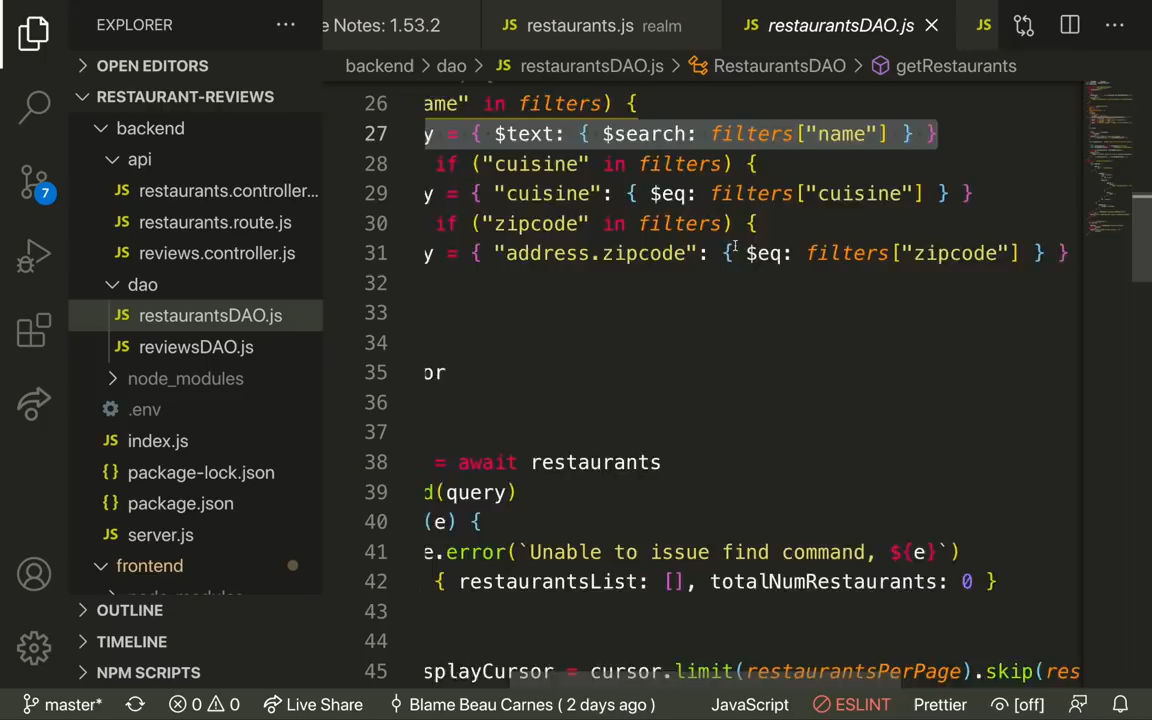 EXPLORER
Notes: 1.53.2
JS restaurants.js realm
JS restaurantsDAO.js
JS
backend > dao > JS restaurantsDAO.js > RestaurantsDAO > getRestaurants
OPEN EDITORS
RESTAURANT-REVIEWS
backend
api
JS restaurants.controller...
JS restaurants.route.js
JS reviews.controller.js
dao
JS restaurantsDAO.js
JS reviewsDAO.js
node_modules
.env
JS index.js
{} package-lock.json
{} package.json
JS server.js
frontend
OUTLINE
TIMELINE
NPM SCRIPTS
7
26 ame" in filters) {
27 y = { $text: { $search: filters["name"] } }
28 if ("cuisine" in filters) {
29 y = { "cuisine": { $eq: filters["cuisine"] } }
30 if ("zipcode" in filters) {
31 y = { "address.zipcode": { $eq: filters["zipcode"] } }
32
33
34
35 or
36
37
38 = await restaurants
39 d(query)
40 (e) {
41 e.error(`Unable to issue find command, ${e}`)
42 { restaurantsList: [], totalNumRestaurants: 0 }
43
44
45 splayCursor = cursor.limit(restaurantsPerPage).skip(res
master* 0 0 Live Share Blame Beau Carnes ( 2 days ago ) JavaScript ESLINT Prettier [off]